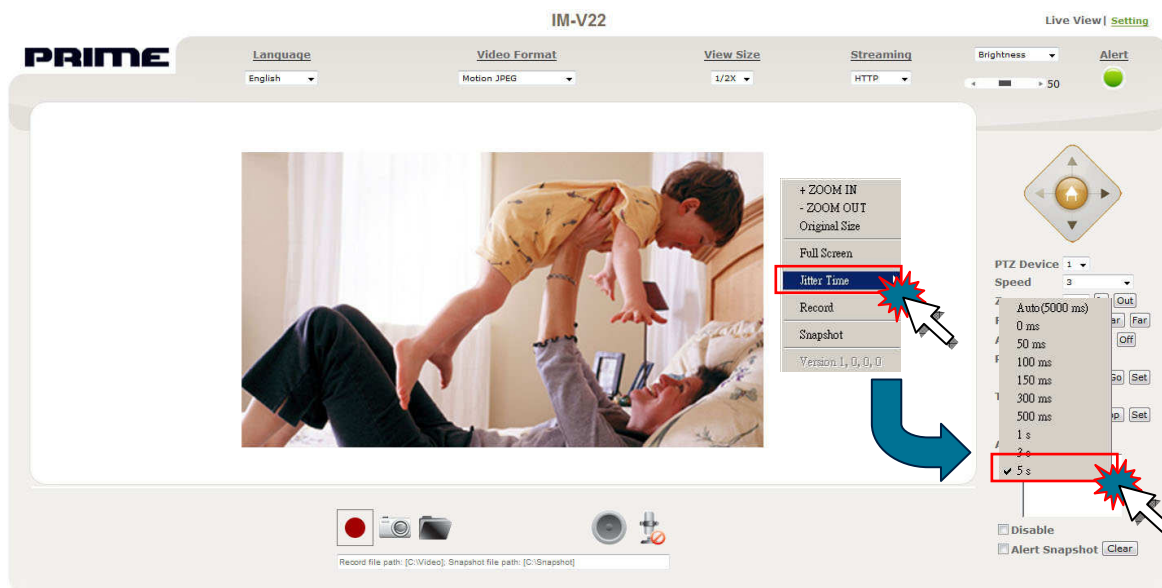 IM-V22
Live View| Setting
PRIME
Language
Video Format
View Size
Streaming
Brightness
Alert
English
Motion JPEG
1/2X
HTTP
50
+ ZOOM IN
- ZOOM OUT
Original Size
Full Screen
Jitter Time
Record
Snapshot
Version 1, 0, 0, 0
PTZ Device 1
Speed 3
Out
Far
Off
Set
Set
Auto(5000 ms)
0 ms
50 ms
100 ms
150 ms
300 ms
500 ms
1 s
3 s
5 s
Disable
Alert Snapshot Clear
Record file path: [C:\Video]; Snapshot file path: [C:\Snapshot]